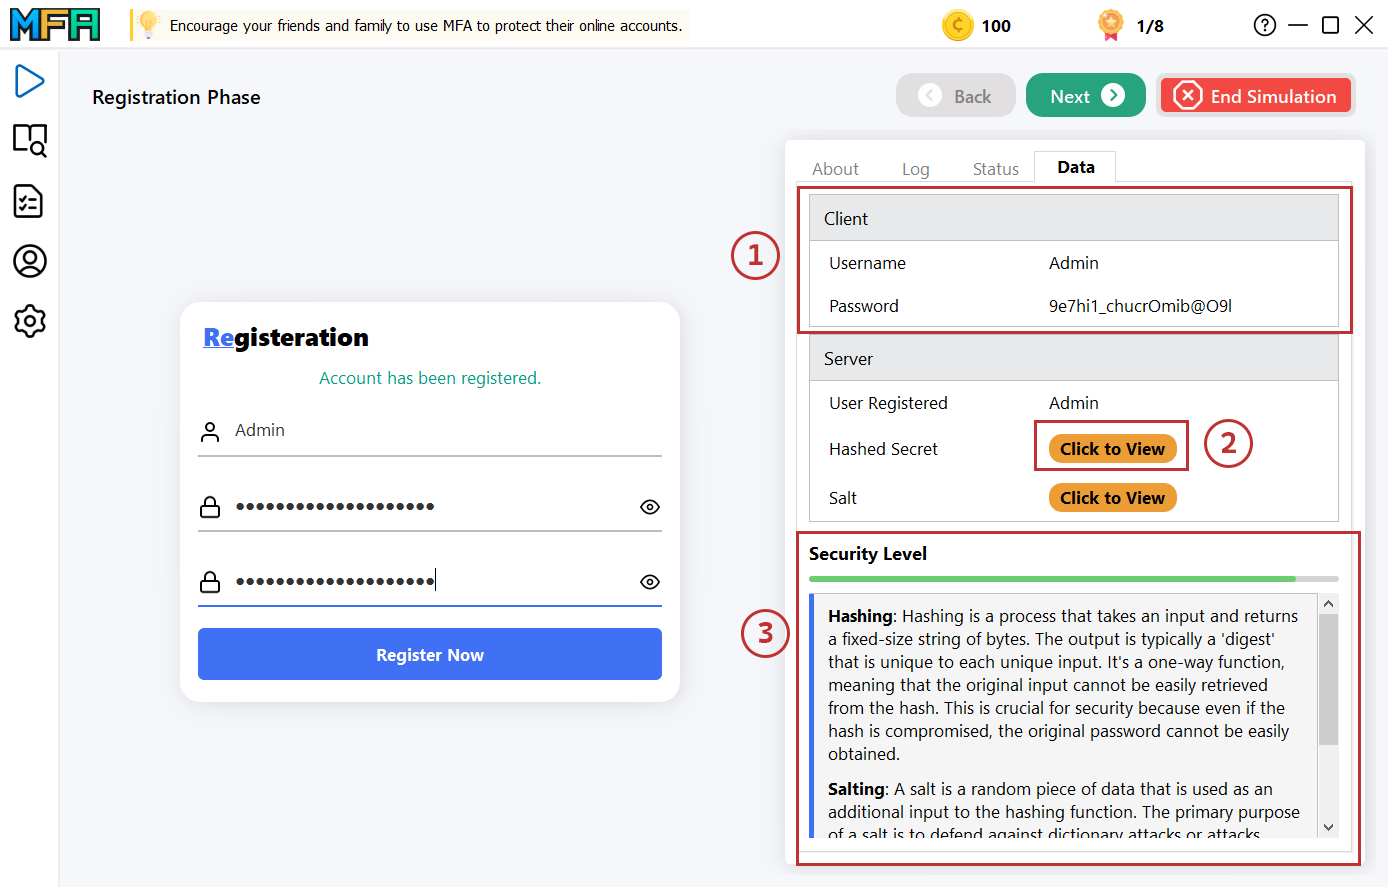 MFA
Encourage your friends and family to use MFA to protect their online accounts.
100
1/8
Registration Phase
Back
Next
End Simulation
About
Log
Status
Data
1
Client
Username
Admin
Password
9e7hi1_chucrOmib@O9l
Server
User Registered
Admin
Hashed Secret
Click to View
2
Salt
Click to View
Registeration
Account has been registered.
Admin
••••••••••••••••••••
••••••••••••••••••••
Register Now
3
Security Level
Hashing: Hashing is a process that takes an input and returns
a fixed-size string of bytes. The output is typically a 'digest'
that is unique to each unique input. It's a one-way function,
meaning that the original input cannot be easily retrieved
from the hash. This is crucial for security because even if the
hash is compromised, the original password cannot be easily
obtained.
Salting: A salt is a random piece of data that is used as an
additional input to the hashing function. The primary purpose
of a salt is to defend against dictionary attacks or attacks